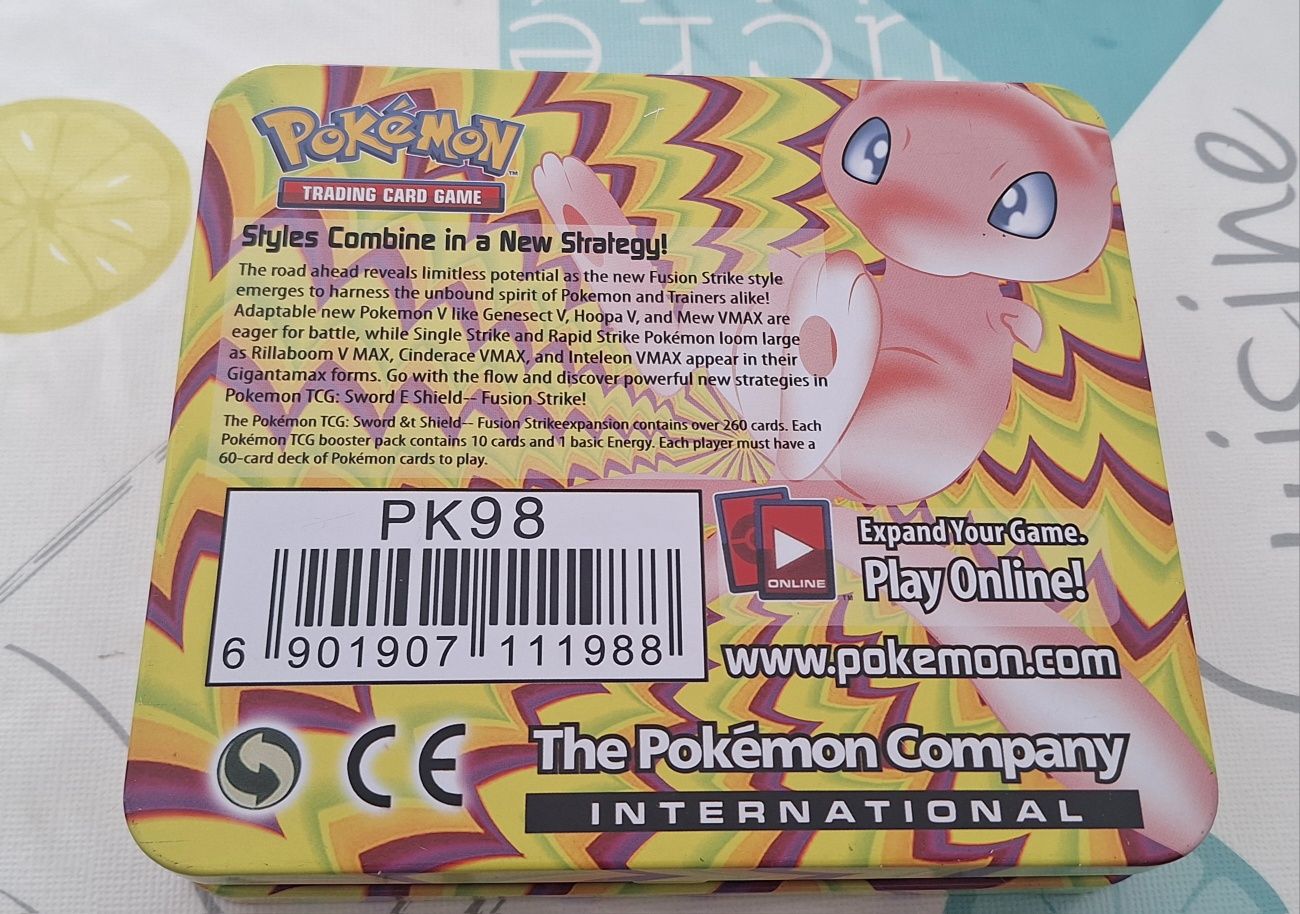 POKéMON™
TRADING CARD GAME
Styles Combine in a New Strategy!
The road ahead reveals limitless potential as the new Fusion Strike style
emerges to harness the unbound spirit of Pokemon and Trainers alike!
Adaptable new Pokemon V like Genesect V, Hoopa V, and Mew VMAX are
eager for battle, while Single Strike and Rapid Strike Pokémon loom large
as Rillaboom V MAX, Cinderace VMAX, and Inteleon VMAX appear in their
Gigantamax forms. Go with the flow and discover powerful new strategies in
Pokemon TCG: Sword E Shield-- Fusion Strike!
The Pokémon TCG: Sword &t Shield-- Fusion Strikeexpansion contains over 260 cards. Each
Pokémon TCG booster pack contains 10 cards and 1 basic Energy. Each player must have a
60-card deck of Pokémon cards to play.
PK98
6 901907 111988
ONLINE
™
Expand Your Game.
Play Online!
www.pokemon.com
CE
The Pokémon Company
INTERNATIONAL